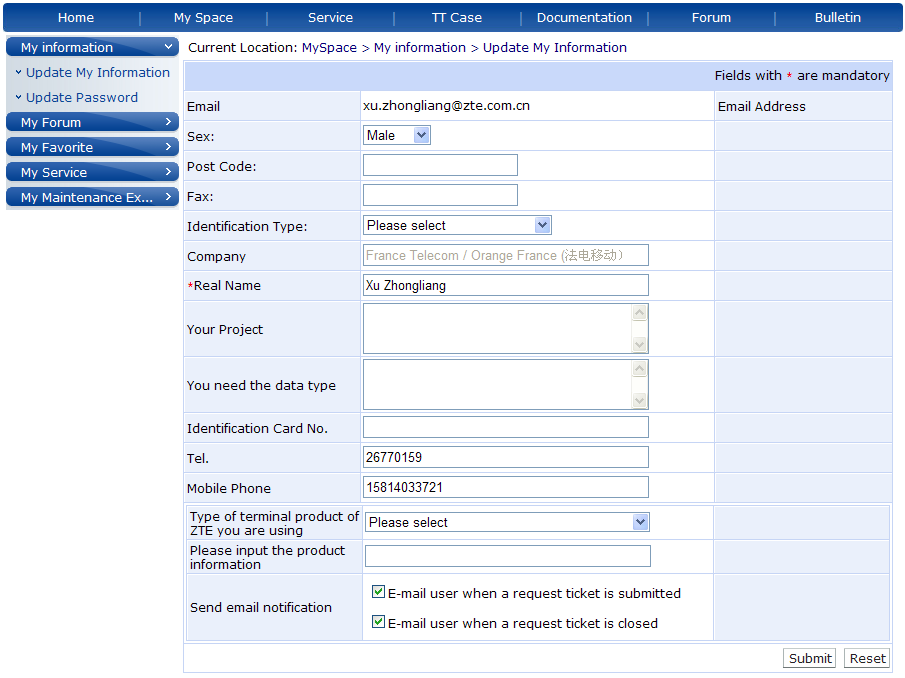 Home My Space Service TT Case Documentation Forum Bulletin
My information
Update My Information
Update Password
My Forum
My Favorite
My Service
My Maintenance Ex...
Current Location: MySpace > My information > Update My Information
Fields with * are mandatory
Email xu.zhongliang@zte.com.cn Email Address
Sex: Male
Post Code:
Fax:
Identification Type: Please select
Company France Telecom / Orange France (法电移动）
*Real Name Xu Zhongliang
Your Project
You need the data type
Identification Card No.
Tel. 26770159
Mobile Phone 15814033721
Type of terminal product of
ZTE you are using Please select
Please input the product
information
Send email notification
E-mail user when a request ticket is submitted
E-mail user when a request ticket is closed
Submit Reset